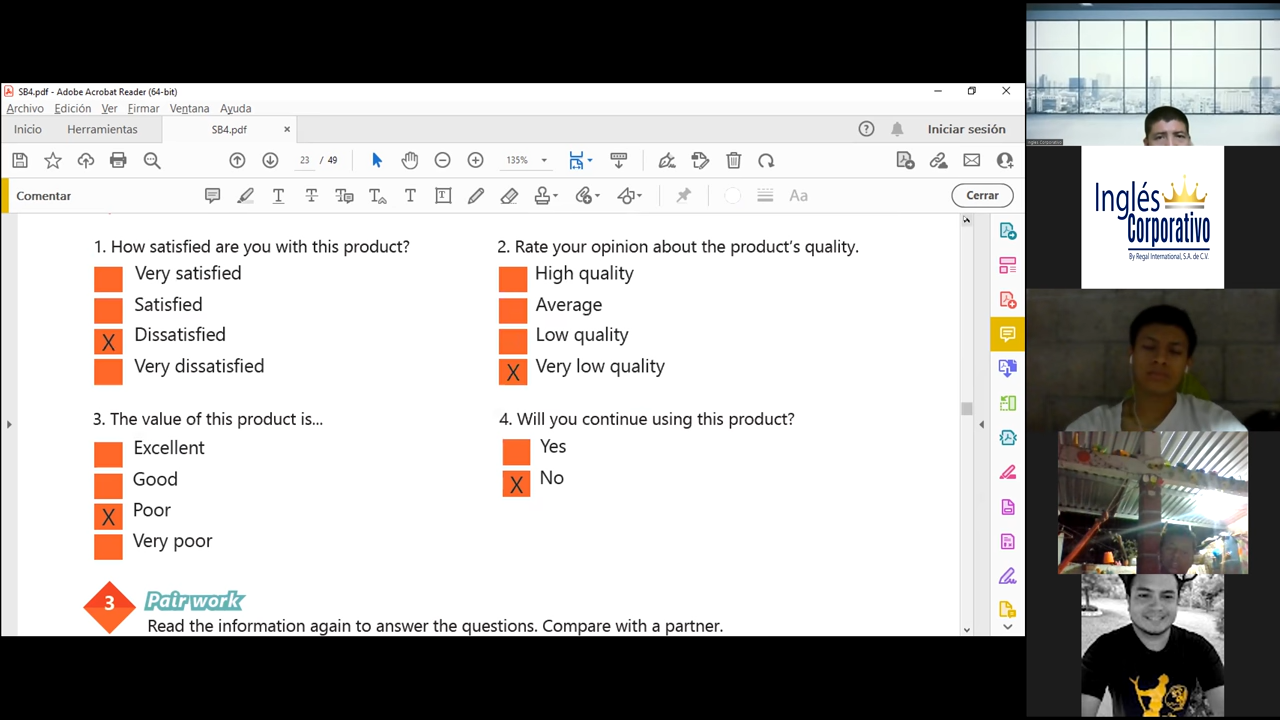 SB4.pdf - Adobe Acrobat Reader (64-bit)
Archivo Edición Ver Firmar Ventana Ayuda
Inicio Herramientas SB4.pdf × Iniciar sesión
23 / 49 135%
Comentar Aa Cerrar
1. How satisfied are you with this product?
Very satisfied
Satisfied
X Dissatisfied
Very dissatisfied
2. Rate your opinion about the product's quality.
High quality
Average
Low quality
X Very low quality
3. The value of this product is...
Excellent
Good
X Poor
Very poor
4. Will you continue using this product?
Yes
X No
3 Pair work
Read the information again to answer the questions. Compare with a partner.
Inglés Corporativo
Inglés
Corporativo
By Regal International, S.A. de C.V.